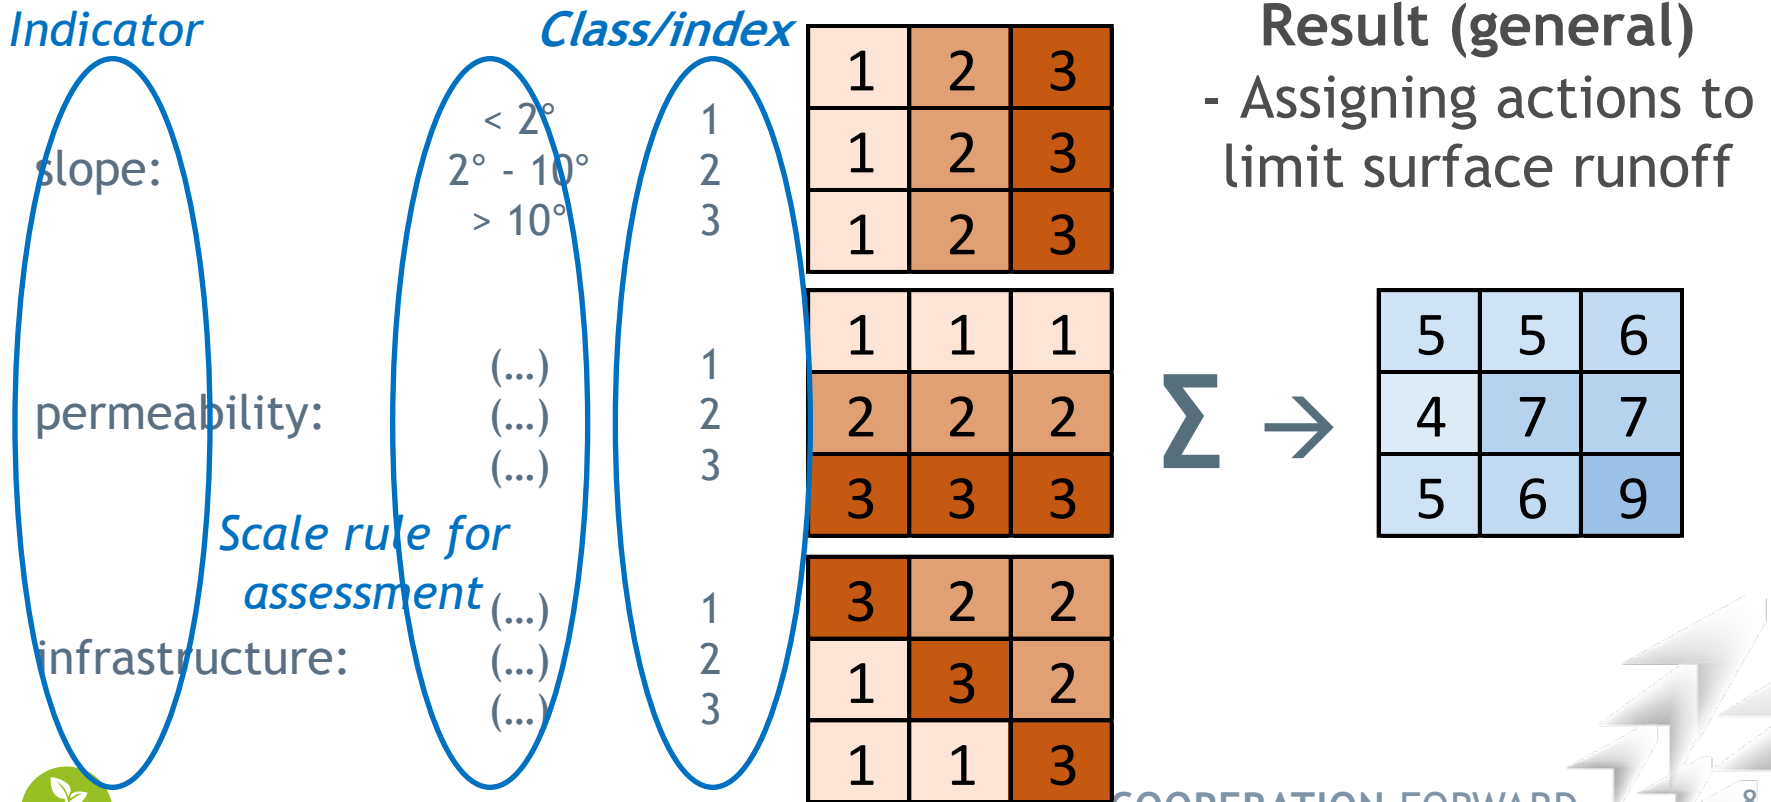 Indicator
Class/index
Result (general)
- Assigning actions to
limit surface runoff
slope:
< 2° 1
2° - 10° 2
> 10° 3
1 2 3
1 2 3
1 2 3
permeability:
(...) 1
(...) 2
(...) 3
1 1 1
2 2 2
3 3 3
Σ →
5 5 6
4 7 7
5 6 9
Scale rule for
assessment
infrastructure:
(...) 1
(...) 2
(...) 3
3 2 2
1 3 2
1 1 3
COOPERATION FORWARD 8